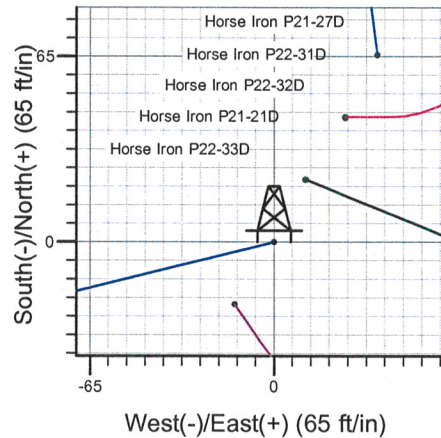 Horse Iron P21-27D
Horse Iron P22-31D
Horse Iron P22-32D
Horse Iron P21-21D
Horse Iron P22-33D
65
0
South(-)/North(+) (65 ft/in)
-65
0
West(-)/East(+) (65 ft/in)